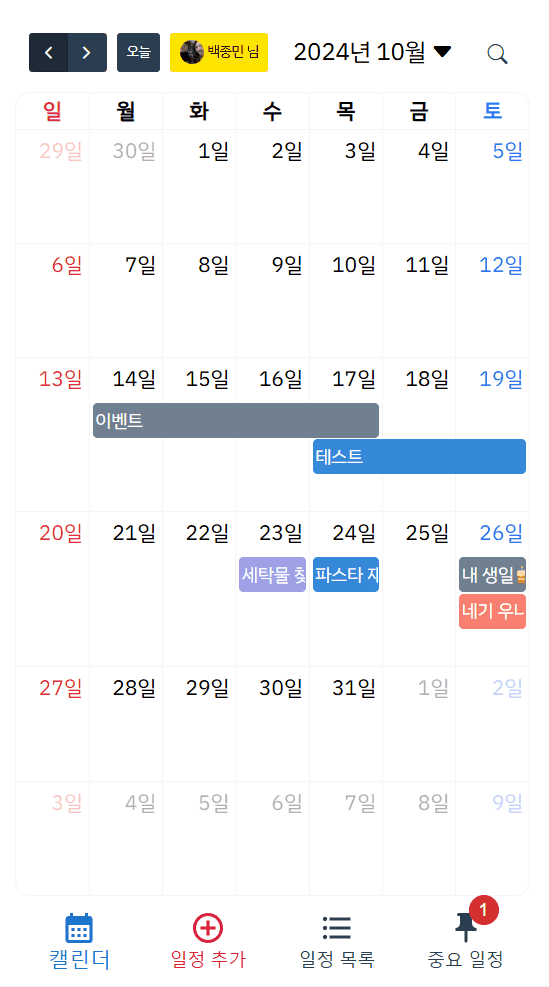 오늘 백종민 님 2024년 10월
일 월 화 수 목 금 토
29일 30일 1일 2일 3일 4일 5일
6일 7일 8일 9일 10일 11일 12일
13일 14일 15일 16일 17일 18일 19일
이벤트
테스트
20일 21일 22일 23일 24일 25일 26일
세탁물 파스타 내 생일🎂
네기
27일 28일 29일 30일 31일 1일 2일
3일 4일 5일 6일 7일 8일 9일
1
캘린더 일정 추가 일정 목록 중요 일정